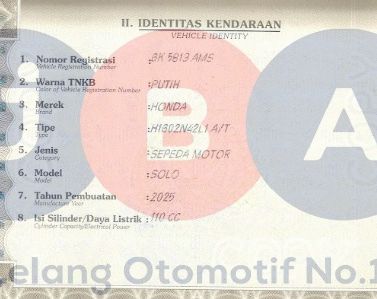 II. IDENTITAS KENDARAAN
VEHICLE IDENTITY
1. Nomor Registrasi : BK 5813 AMS
Vehicle Registration Number
2. Warna TNKB : PUTIH
Color of Vehicle Registration Number
3. Merek : HONDA
Brand
4. Tipe : H1B02N42L1 A/T
Type
5. Jenis : SEPEDA MOTOR
Category
6. Model : SOLO
Model
7. Tahun Pembuatan : 2025
Manufacture Year
8. Isi Silinder/Daya Listrik : 110 CC
Cylinder Capacity/Electrical Power
JBA
elang Otomotif No.1